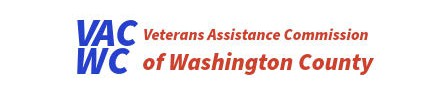 VAC Veterans Assistance Commission
WC of Washington County